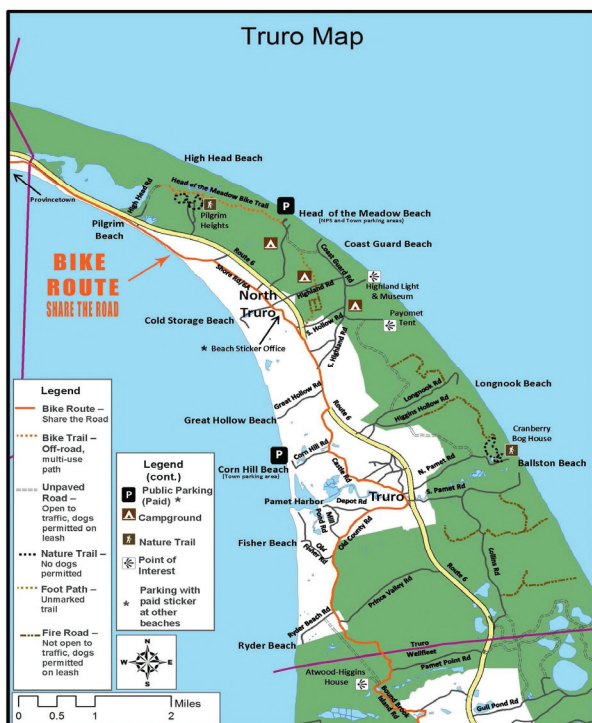 Truro Map
High Head Beach
Head of the Meadow Bike Trail
P
Head of the Meadow Beach
(NPS and Town parking areas)
High Head Rd
Pilgrim
Heights
Provincetown
Pilgrim
Beach
Coast Guard Beach
Coast Guard Rd
BIKE
ROUTE
SHARE THE ROAD
Route 6
Shore Rd/6A
Highland Rd
Highland Light
& Museum
North
Truro
Payomet
Tent
Cold Storage Beach
S. Hollow Rd
S. Highland Rd
* Beach Sticker Office
Longnook Rd
Longnook Beach
Great Hollow Rd
Higgins Hollow Rd
Route 6
Great Hollow Beach
Cranberry
Bog House
P
Corn Hill Rd
Corn Hill Beach
(Town parking area)
Castle Rd
N. Pamet Rd
Ballston Beach
Pamet Harbor
Depot Rd
Truro
S. Pamet Rd
Mill
Pond Rd
Old County Rd
Fisher Beach
Old
Fisher Rd
Collins Rd
Route 6
Prince Valley Rd
Ryder Beach Rd
Ryder Beach
Truro
Wellfleet
Pamet Point Rd
Atwood-Higgins
House
Bound Brook
Island Rd
Gull Pond Rd
Legend
Bike Route –
Share the Road
Bike Trail –
Off-road,
multi-use
path
Unpaved
Road –
Open to
traffic, dogs
permitted on
leash
Nature Trail –
No dogs
permitted
Foot Path –
Unmarked
trail
Fire Road –
Not open to
traffic, dogs
permitted
on leash
Legend
(cont.)
P
Public Parking
(Paid) *
Campground
Nature Trail
Point of
Interest
* Parking with
paid sticker
at other
beaches
N
W E
S
Miles
0 0.5 1 2